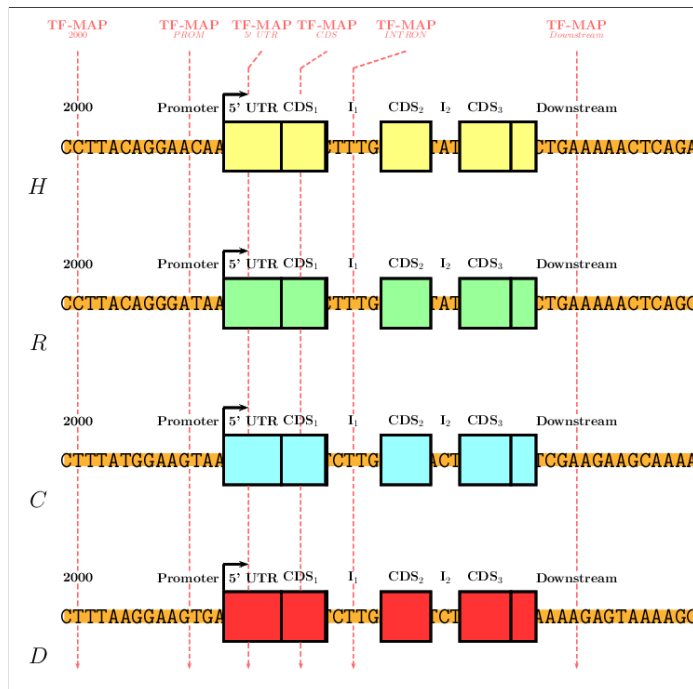 TF-MAP TF-MAP TF-MAP TF-MAP TF-MAP TF-MAP
2000 PROM 5' UTR CDS INTRON Downstream
2000 Promoter 5' UTR CDS1 I1 CDS2 I2 CDS3 Downstream
CCTTACAGGAACAA CTTTG TAT CTGAAAAACTCAGA
H
2000 Promoter 5' UTR CDS1 I1 CDS2 I2 CDS3 Downstream
CCTTACAGGGATAA CTTTG TAT CTGAAAAACTCAGC
R
2000 Promoter 5' UTR CDS1 I1 CDS2 I2 CDS3 Downstream
CTTTATGGAAGTAA TCTTG ACT TCGAAGAAGCAAAA
C
2000 Promoter 5' UTR CDS1 I1 CDS2 I2 CDS3 Downstream
CTTTAAGGAAGTGA TCTTG TCT AAAAGAGTAAAAGC
D